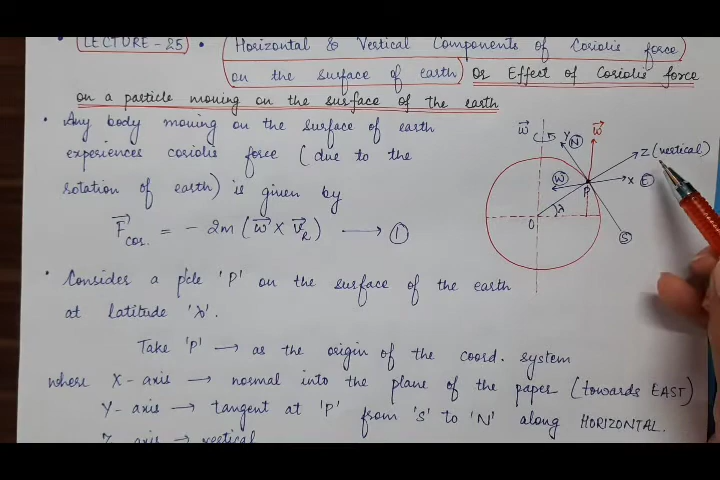 • LECTURE - 25 • Horizontal & Vertical Components of Coriolis force
on the surface of earth Or Effect of Coriolis force
on a particle moving on the surface of the earth
• Any body moving on the surface of earth
experiences coriolis force (due to the
rotation of earth) is given by
F⃗cor. = - 2m (ω⃗ × v⃗R) ⟶ ①
ω⃗ Y N ω⃗
Z (vertical)
W P X E
O λ
S
• Considers a pcle 'P' on the surface of the earth
at latitude 'λ'.
Take 'P' ⟶ as the origin of the coord. system
where X-axis ⟶ normal into the plane of the paper (towards EAST)
Y-axis ⟶ tangent at 'P' from 'S' to 'N' along HORIZONTAL.
Z-axis ⟶ vertical